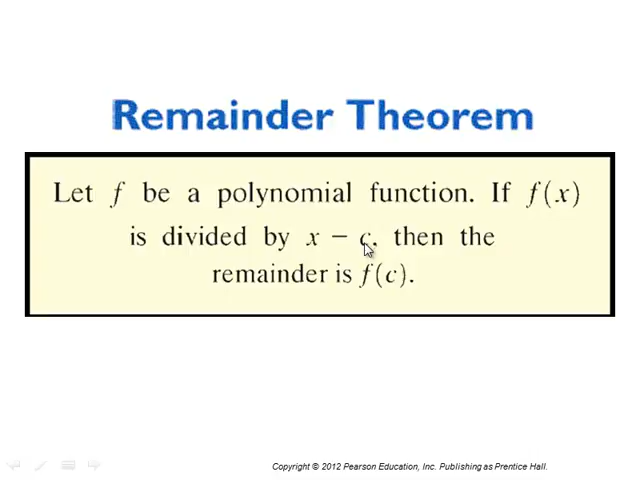 Remainder Theorem
Let f be a polynomial function. If f(x)
is divided by x − c, then the
remainder is f(c).
Copyright © 2012 Pearson Education, Inc. Publishing as Prentice Hall.